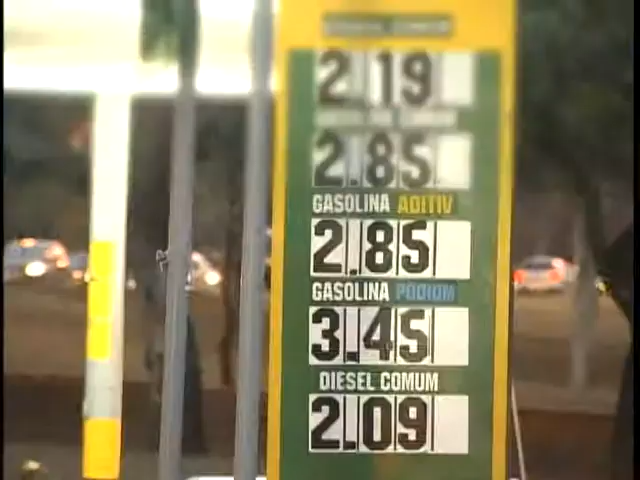 2.19
2.85
GASOLINA ADITIV
2.85
GASOLINA PODIUM
3.45
DIESEL COMUM
2.09